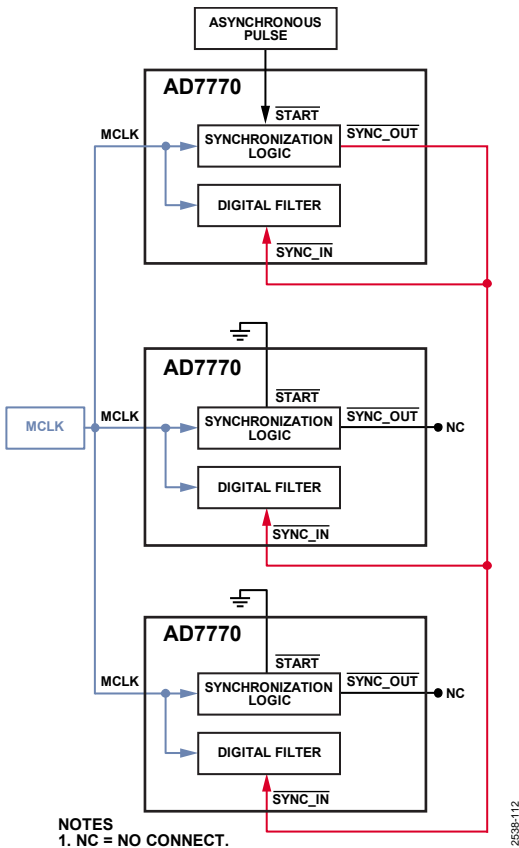 ASYNCHRONOUS
PULSE
AD7770
START
MCLK
SYNCHRONIZATION
LOGIC
SYNC_OUT
DIGITAL FILTER
SYNC_IN
AD7770
START
MCLK
MCLK
SYNCHRONIZATION
LOGIC
SYNC_OUT
NC
DIGITAL FILTER
SYNC_IN
AD7770
START
MCLK
SYNCHRONIZATION
LOGIC
SYNC_OUT
NC
DIGITAL FILTER
SYNC_IN
NOTES
1. NC = NO CONNECT.
2538-112